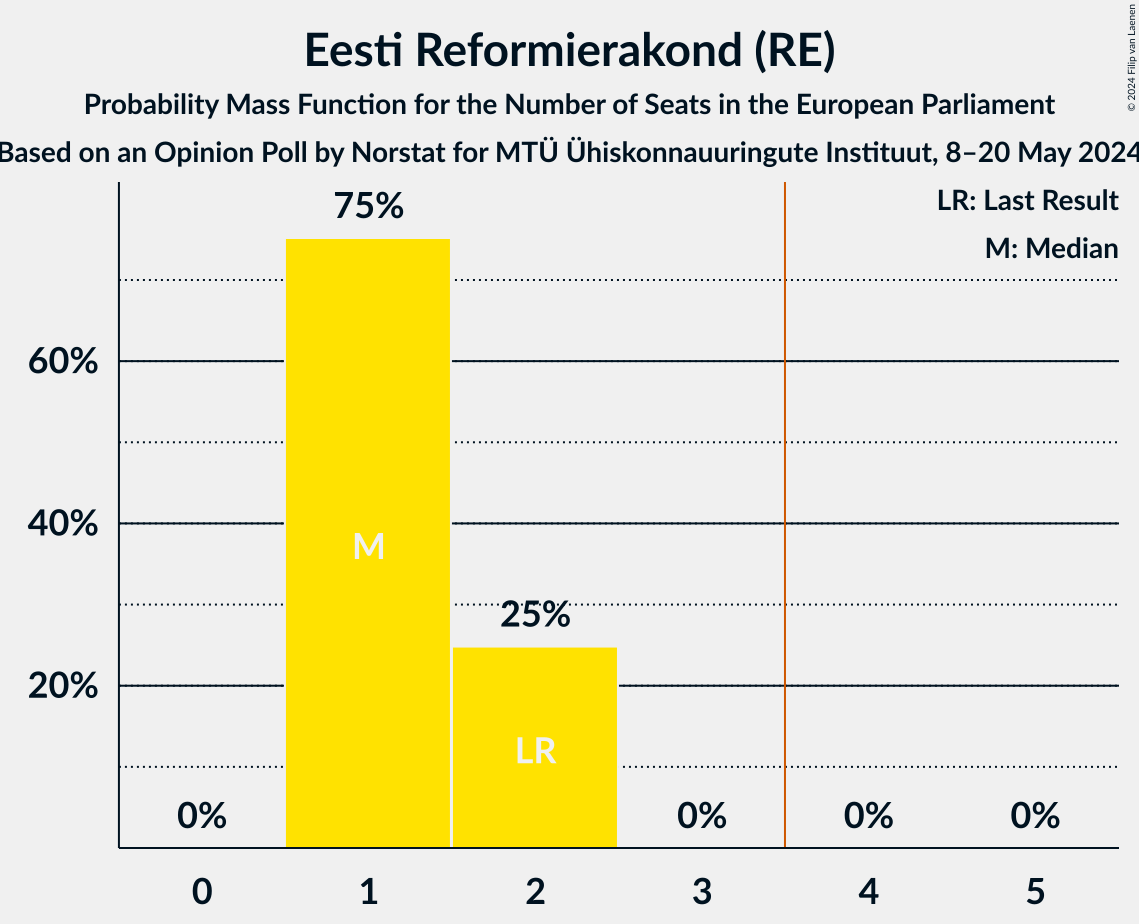 Eesti Reformierakond (RE)
Probability Mass Function for the Number of Seats in the European Parliament
Based on an Opinion Poll by Norstat for MTÜ Ühiskonnauuringute Instituut, 8–20 May 2024
© 2024 Filip van Laenen
LR: Last Result
M: Median
75%
60%
40%
M
25%
20%
LR
0%
0%
0%
0%
0 1 2 3 4 5